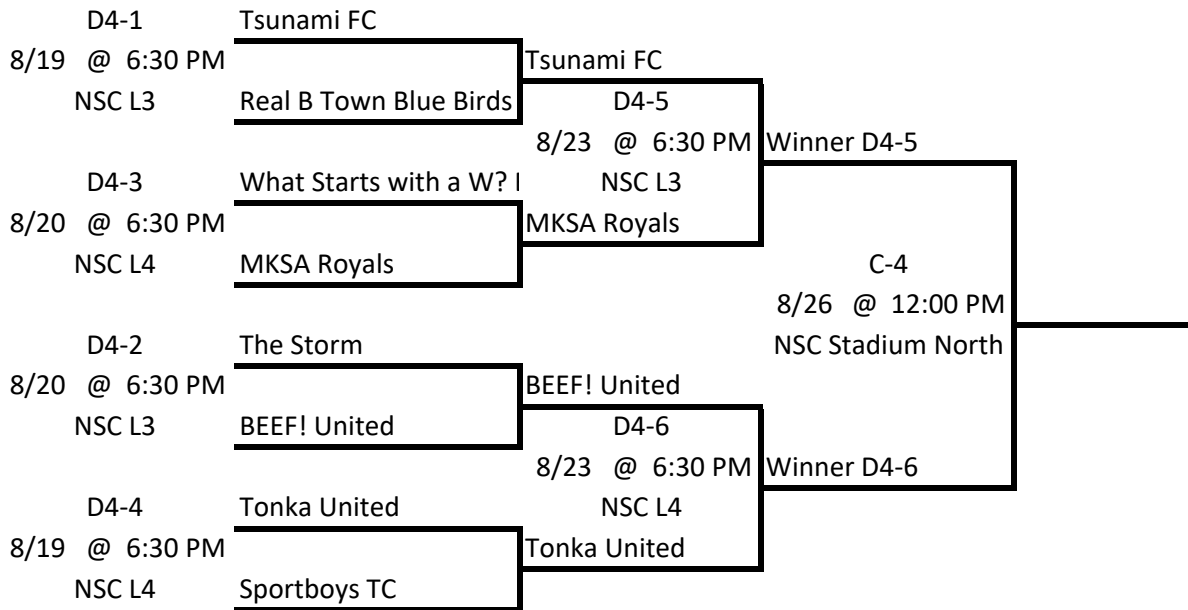 D4-1 Tsunami FC
8/19 @ 6:30 PM Tsunami FC
NSC L3 Real B Town Blue Birds D4-5
8/23 @ 6:30 PM Winner D4-5
D4-3 What Starts with a W? NSC L3
8/20 @ 6:30 PM MKSA Royals
NSC L4 MKSA Royals C-4
8/26 @ 12:00 PM
D4-2 The Storm NSC Stadium North
8/20 @ 6:30 PM BEEF! United
NSC L3 BEEF! United D4-6
8/23 @ 6:30 PM Winner D4-6
D4-4 Tonka United NSC L4
8/19 @ 6:30 PM Tonka United
NSC L4 Sportboys TC